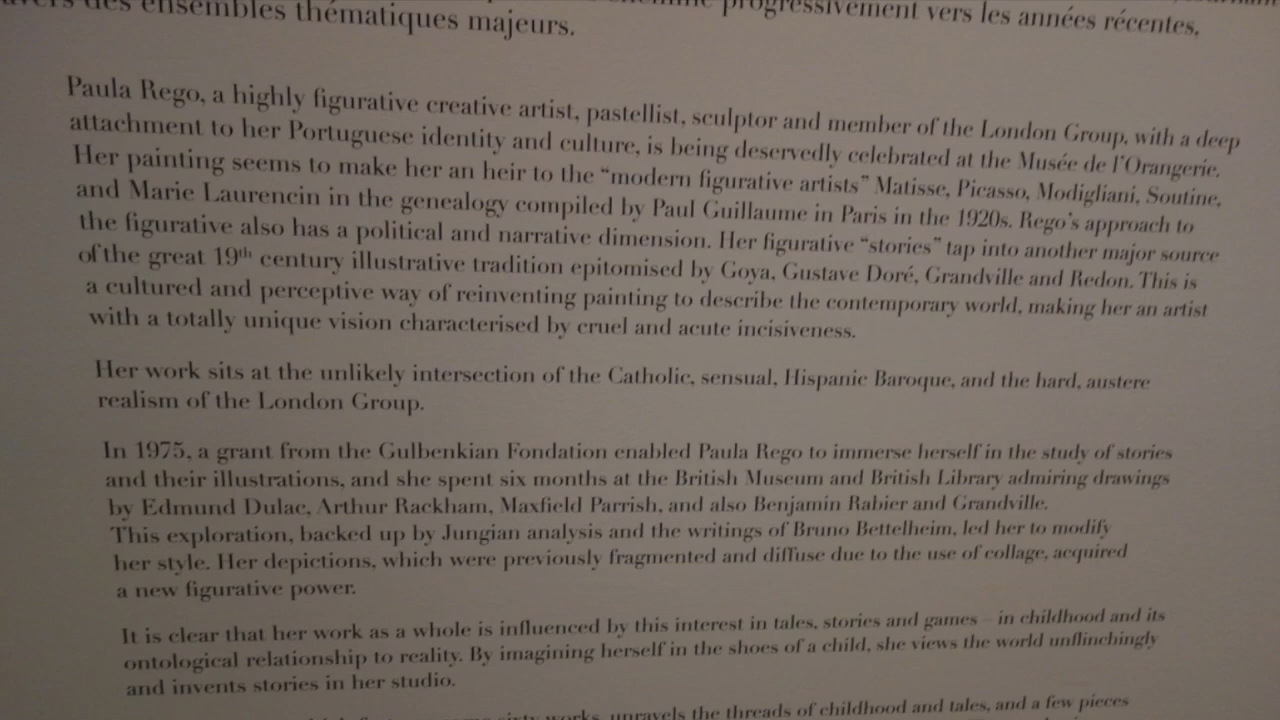 des ensembles thématiques majeurs.
progressivement vers les années récentes,
Paula Rego, a highly figurative creative artist, pastellist, sculptor and member of the London Group, with a deep
attachment to her Portuguese identity and culture, is being deservedly celebrated at the Musée de l'Orangerie.
Her painting seems to make her an heir to the “modern figurative artists” Matisse, Picasso, Modigliani, Soutine,
and Marie Laurencin in the genealogy compiled by Paul Guillaume in Paris in the 1920s. Rego's approach to
the figurative also has a political and narrative dimension. Her figurative “stories” tap into another major source
of the great 19th century illustrative tradition epitomised by Goya, Gustave Doré, Grandville and Redon. This is
a cultured and perceptive way of reinventing painting to describe the contemporary world, making her an artist
with a totally unique vision characterised by cruel and acute incisiveness.
Her work sits at the unlikely intersection of the Catholic, sensual, Hispanic Baroque, and the hard, austere
realism of the London Group.
In 1975, a grant from the Gulbenkian Fondation enabled Paula Rego to immerse herself in the study of stories
and their illustrations, and she spent six months at the British Museum and British Library admiring drawings
by Edmund Dulac, Arthur Rackham, Maxfield Parrish, and also Benjamin Rabier and Grandville.
This exploration, backed up by Jungian analysis and the writings of Bruno Bettelheim, led her to modify
her style. Her depictions, which were previously fragmented and diffuse due to the use of collage, acquired
a new figurative power.
It is clear that her work as a whole is influenced by this interest in tales, stories and games – in childhood and its
ontological relationship to reality. By imagining herself in the shoes of a child, she views the world unflinchingly
and invents stories in her studio.
works, unravels the threads of childhood and tales, and a few pieces